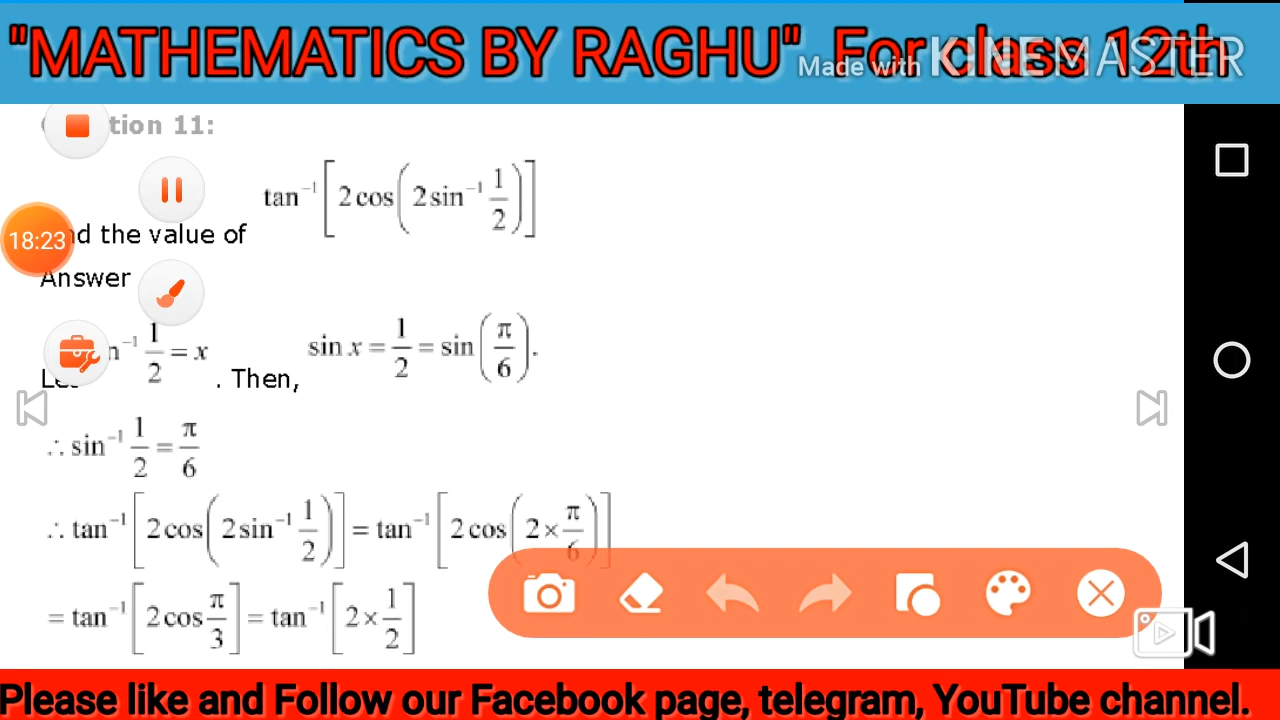 "MATHEMATICS BY RAGHU" For class 12th
Made with KINEMASTER
tion 11:
tan⁻¹[2cos(2sin⁻¹ 1/2)]
18:23 d the value of
Answer
n⁻¹ 1/2 = x . Then, sin x = 1/2 = sin(π/6).
∴ sin⁻¹ 1/2 = π/6
∴ tan⁻¹[2cos(2sin⁻¹ 1/2)] = tan⁻¹[2cos(2×π/6)]
= tan⁻¹[2cos π/3] = tan⁻¹[2×1/2]
Please like and Follow our Facebook page, telegram, YouTube channel.